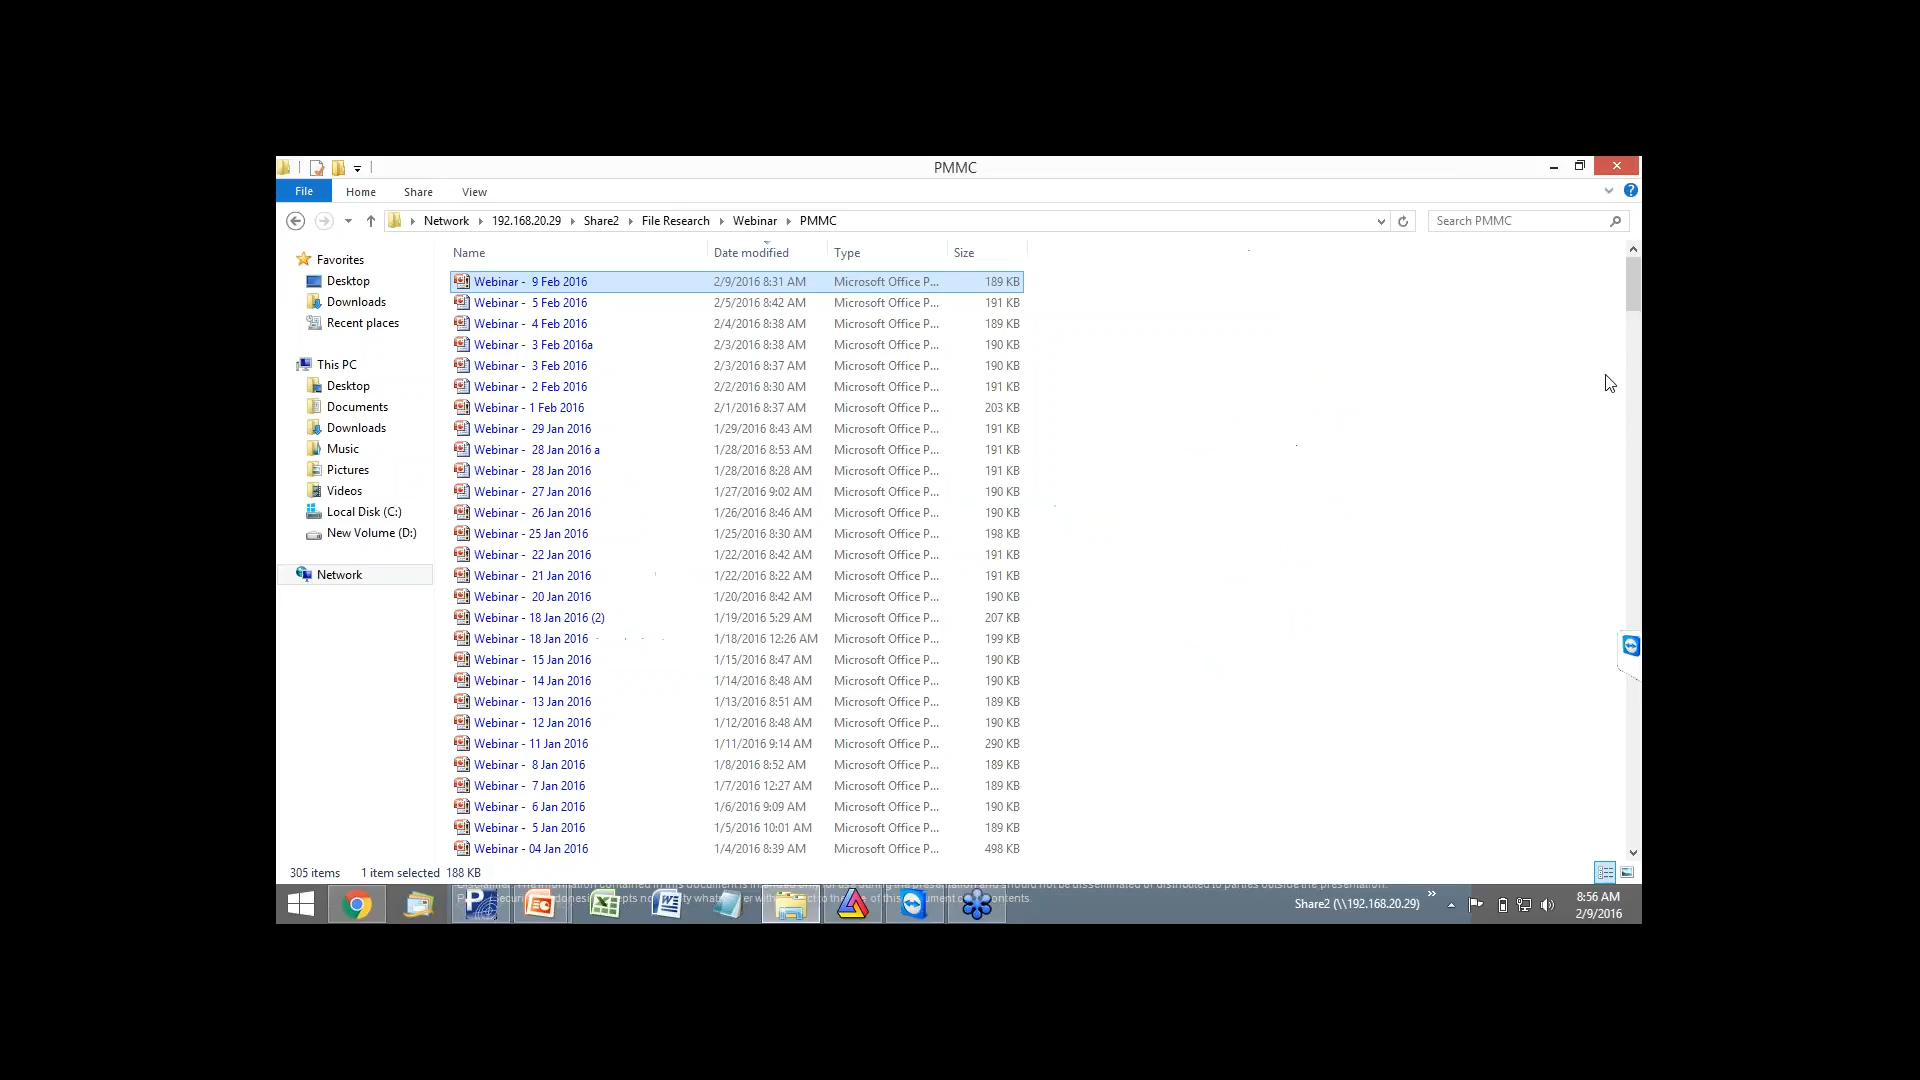 PMMC
File Home Share View
Network 192.168.20.29 Share2 File Research Webinar PMMC Search PMMC
Name Date modified Type Size
Favorites
Desktop
Downloads
Recent places
This PC
Desktop
Documents
Downloads
Music
Pictures
Videos
Local Disk (C:)
New Volume (D:)
Network
Webinar - 9 Feb 2016 2/9/2016 8:31 AM Microsoft Office P... 189 KB
Webinar - 5 Feb 2016 2/5/2016 8:42 AM Microsoft Office P... 191 KB
Webinar - 4 Feb 2016 2/4/2016 8:38 AM Microsoft Office P... 189 KB
Webinar - 3 Feb 2016a 2/3/2016 8:38 AM Microsoft Office P... 190 KB
Webinar - 3 Feb 2016 2/3/2016 8:37 AM Microsoft Office P... 190 KB
Webinar - 2 Feb 2016 2/2/2016 8:30 AM Microsoft Office P... 191 KB
Webinar - 1 Feb 2016 2/1/2016 8:37 AM Microsoft Office P... 203 KB
Webinar - 29 Jan 2016 1/29/2016 8:43 AM Microsoft Office P... 191 KB
Webinar - 28 Jan 2016 a 1/28/2016 8:53 AM Microsoft Office P... 191 KB
Webinar - 28 Jan 2016 1/28/2016 8:28 AM Microsoft Office P... 191 KB
Webinar - 27 Jan 2016 1/27/2016 9:02 AM Microsoft Office P... 190 KB
Webinar - 26 Jan 2016 1/26/2016 8:46 AM Microsoft Office P... 190 KB
Webinar - 25 Jan 2016 1/25/2016 8:30 AM Microsoft Office P... 198 KB
Webinar - 22 Jan 2016 1/22/2016 8:42 AM Microsoft Office P... 191 KB
Webinar - 21 Jan 2016 1/22/2016 8:22 AM Microsoft Office P... 191 KB
Webinar - 20 Jan 2016 1/20/2016 8:42 AM Microsoft Office P... 190 KB
Webinar - 18 Jan 2016 (2) 1/19/2016 5:29 AM Microsoft Office P... 207 KB
Webinar - 18 Jan 2016 1/18/2016 12:26 AM Microsoft Office P... 199 KB
Webinar - 15 Jan 2016 1/15/2016 8:47 AM Microsoft Office P... 190 KB
Webinar - 14 Jan 2016 1/14/2016 8:48 AM Microsoft Office P... 190 KB
Webinar - 13 Jan 2016 1/13/2016 8:51 AM Microsoft Office P... 189 KB
Webinar - 12 Jan 2016 1/12/2016 8:48 AM Microsoft Office P... 190 KB
Webinar - 11 Jan 2016 1/11/2016 9:14 AM Microsoft Office P... 290 KB
Webinar - 8 Jan 2016 1/8/2016 8:52 AM Microsoft Office P... 189 KB
Webinar - 7 Jan 2016 1/7/2016 12:27 AM Microsoft Office P... 189 KB
Webinar - 6 Jan 2016 1/6/2016 9:09 AM Microsoft Office P... 190 KB
Webinar - 5 Jan 2016 1/5/2016 10:01 AM Microsoft Office P... 189 KB
Webinar - 04 Jan 2016 1/4/2016 8:39 AM Microsoft Office P... 498 KB
305 items 1 item selected 188 KB
Share2 (\\192.168.20.29) 8:56 AM
2/9/2016